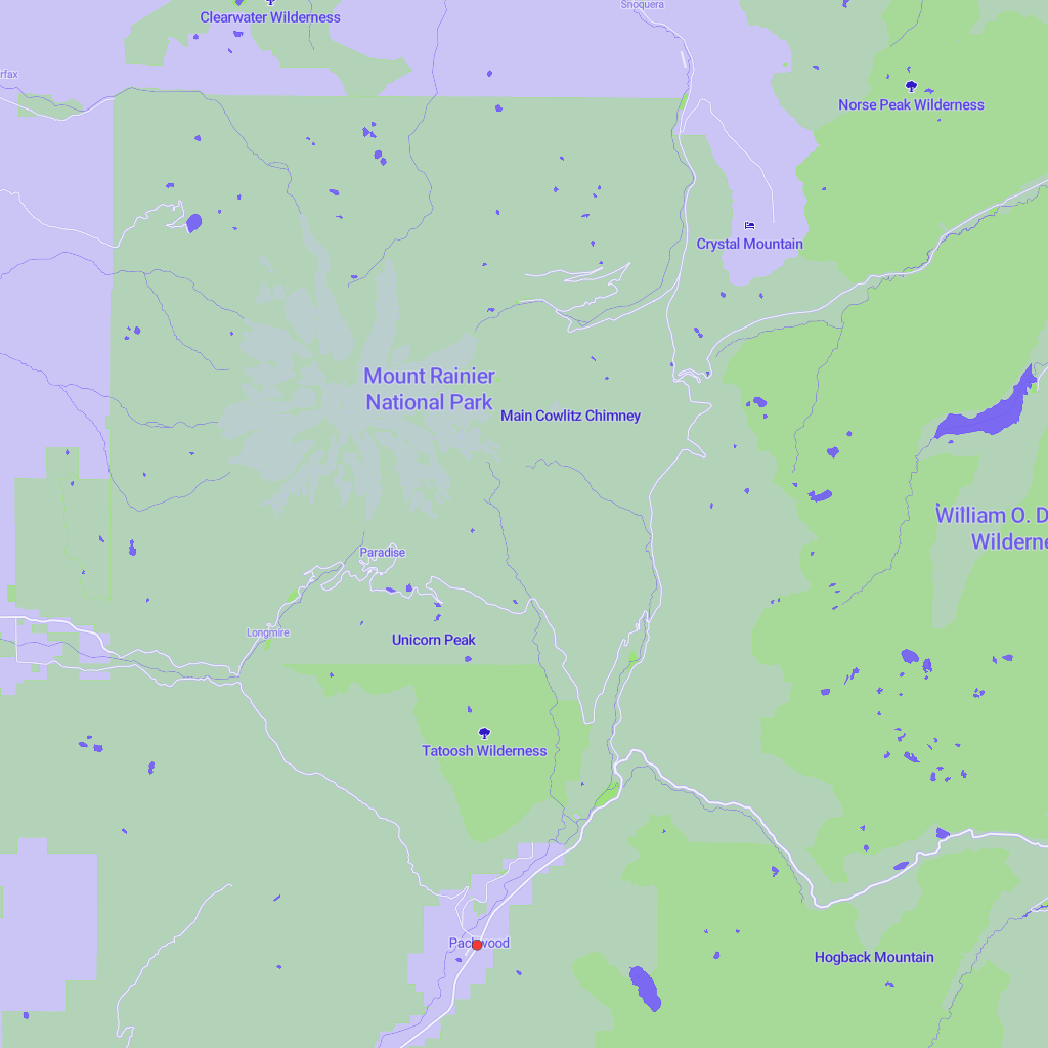 Snoquera
Clearwater Wilderness
rfax
Norse Peak Wilderness
Crystal Mountain
Mount Rainier
National Park
Main Cowlitz Chimney
William O. D
Wilderne
Paradise
Longmire
Unicorn Peak
Tatoosh Wilderness
Packwood
Hogback Mountain